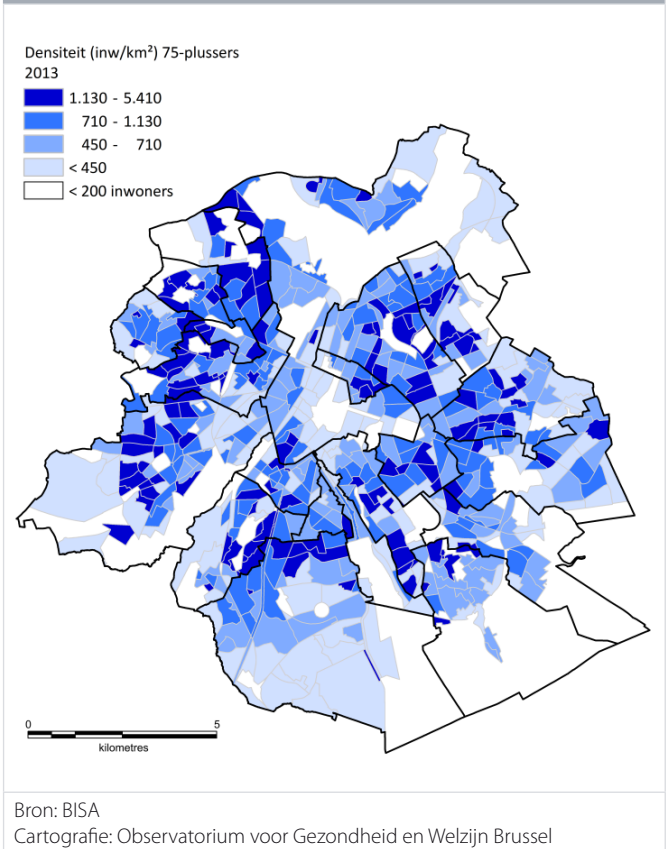 Densiteit (inw/km²) 75-plussers
2013
1.130 - 5.410
710 - 1.130
450 - 710
< 450
< 200 inwoners
0 5
kilometres
Bron: BISA
Cartografie: Observatorium voor Gezondheid en Welzijn Brussel